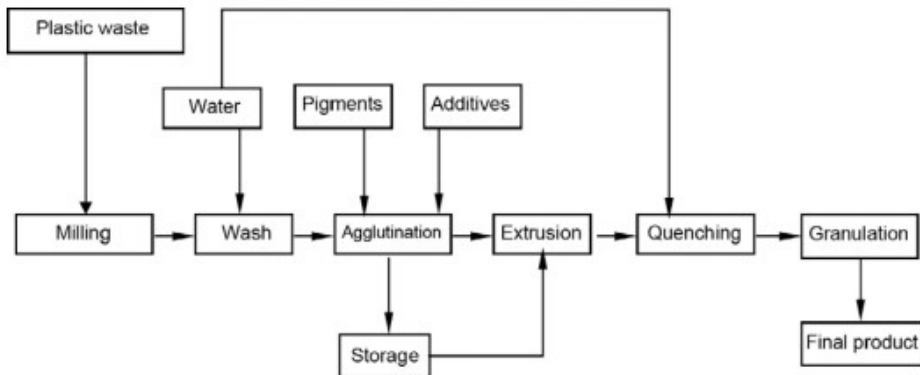 Plastic waste
Water
Pigments
Additives
Milling
Wash
Agglutination
Extrusion
Quenching
Granulation
Storage
Final product